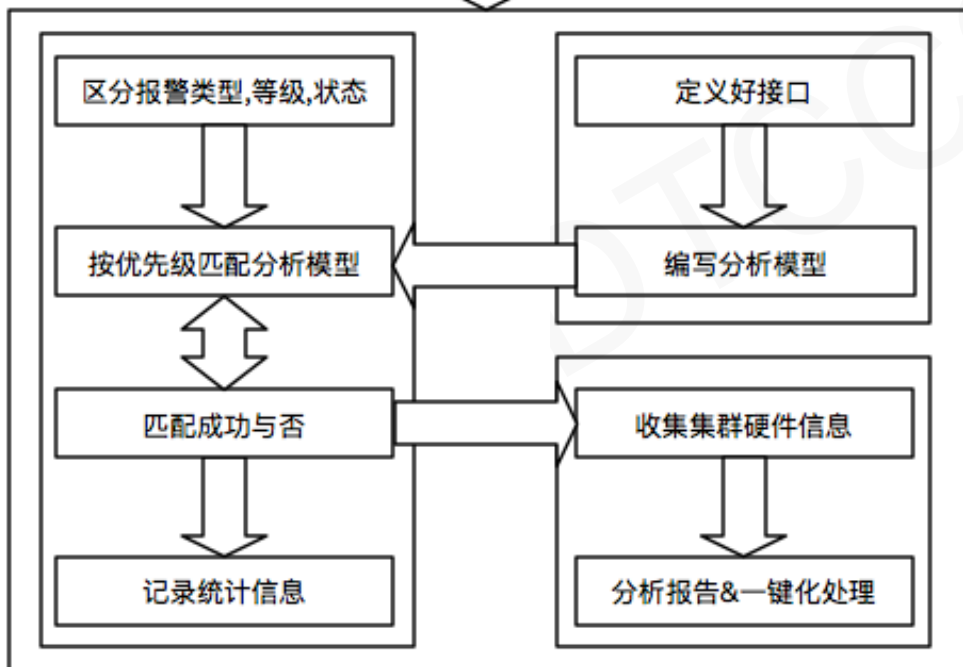 区分报警类型,等级,状态
按优先级匹配分析模型
匹配成功与否
记录统计信息
定义好接口
编写分析模型
收集集群硬件信息
分析报告&一键化处理
DTCC